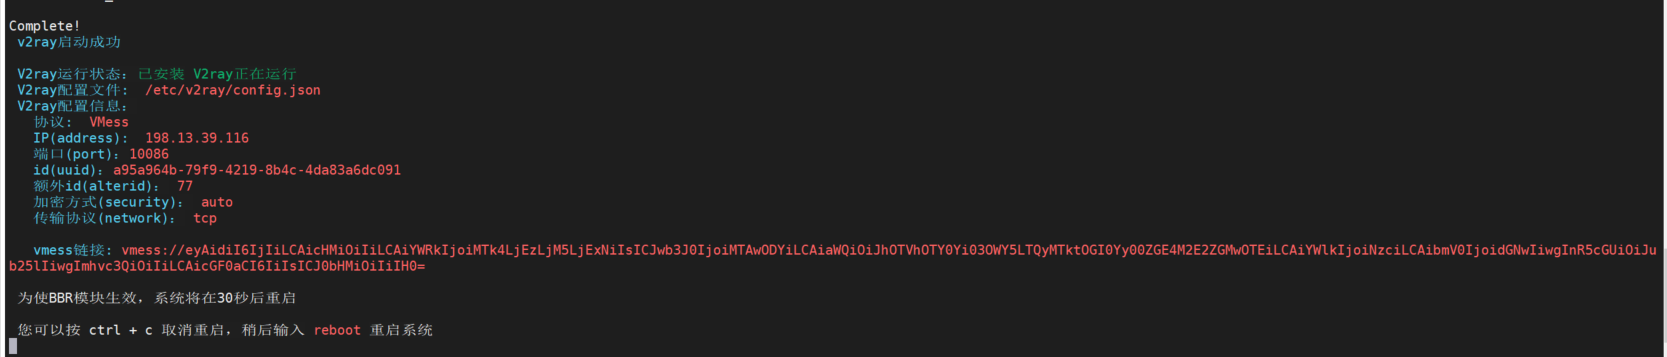 Complete!
v2ray启动成功
V2ray运行状态：已安装 V2ray正在运行
V2ray配置文件： /etc/v2ray/config.json
V2ray配置信息：
协议： VMess
IP(address)： 198.13.39.116
端口(port)：10086
id(uuid)：a95a964b-79f9-4219-8b4c-4da83a6dc091
额外id(alterid)： 77
加密方式(security)： auto
传输协议(network)： tcp
vmess链接: vmess://eyAidiI6IjIiLCAicHMiOiIiLCAiYWRkIjoiMTk4LjEzLjM5LjExNiIsICJwb3J0IjoiMTAwODYiLCAiaWQiOiJhOTVhOTY0Yi03OWY5LTQyMTktOGI0Yy00ZGE4M2E2ZGMwOTEiLCAiYWlkIjoiNzciLCAibmV0IjoidGNwIiwgInR5cGUiOiJu
b25lIiwgImhvc3QiOiIiLCAicGF0aCI6IiIsICJ0bHMiOiIiIH0=
为使BBR模块生效，系统将在30秒后重启
您可以按 ctrl + c 取消重启，稍后输入 reboot 重启系统